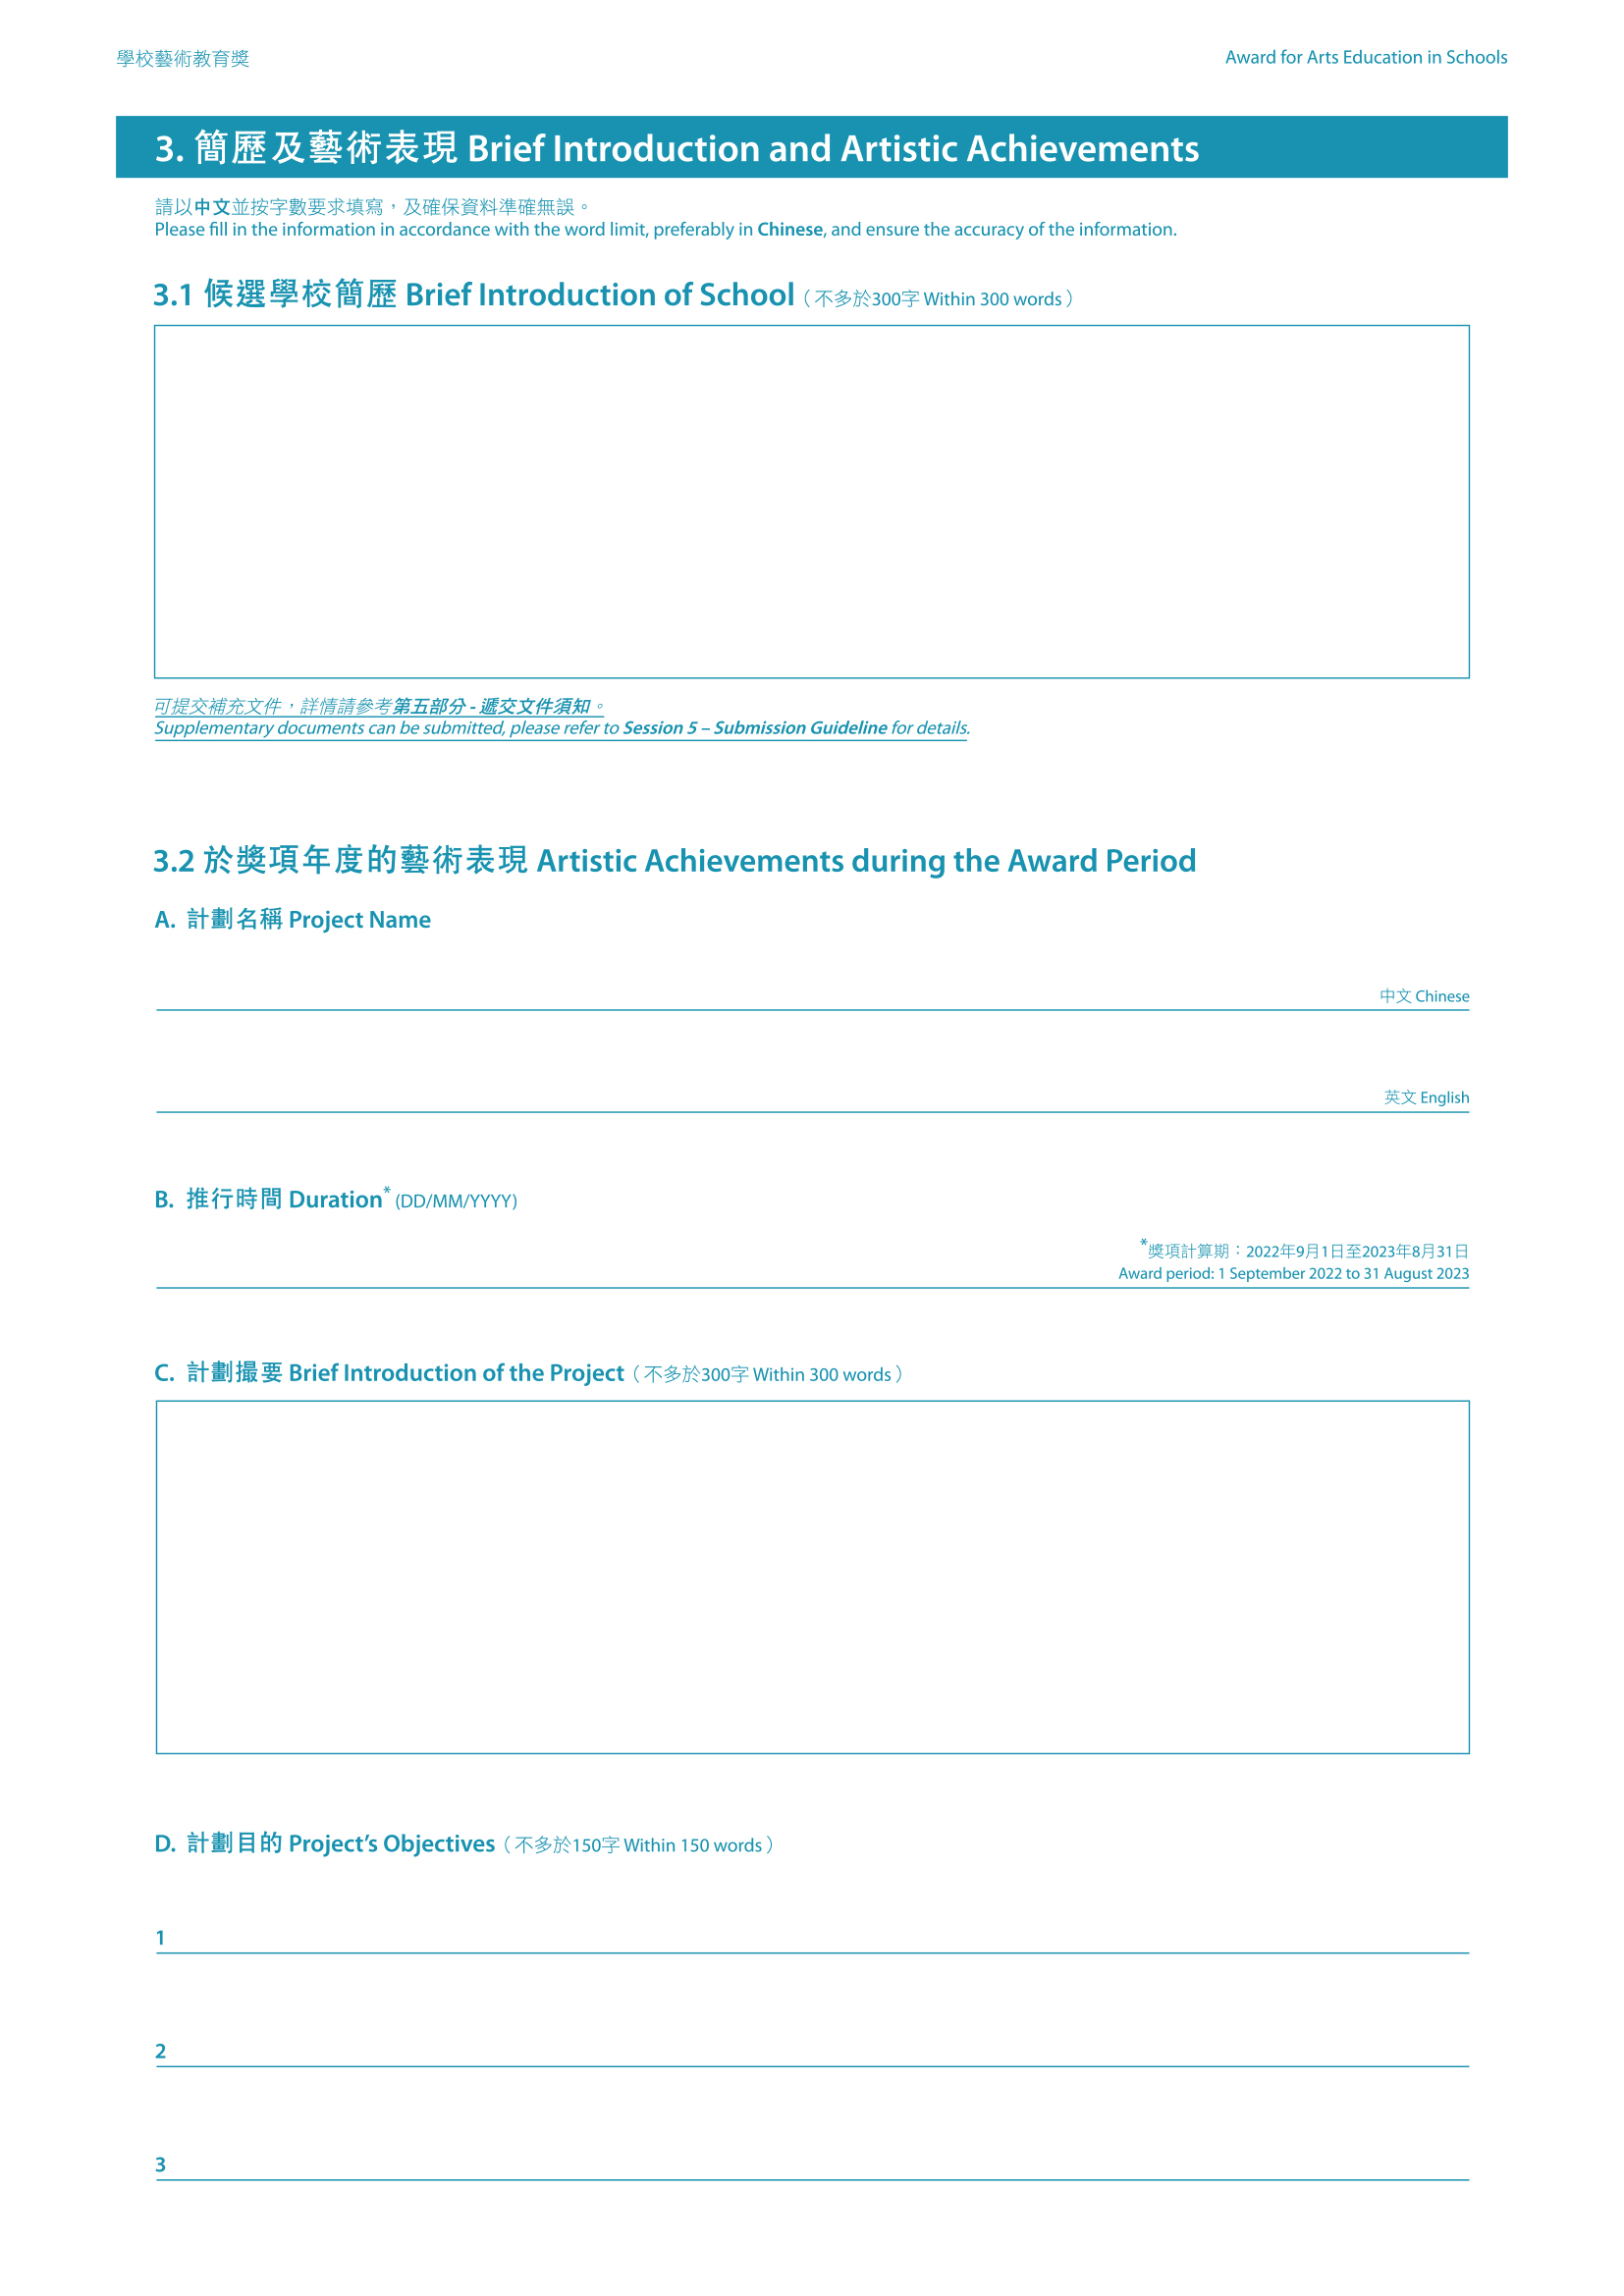 學校藝術教育獎
Award for Arts Education in Schools
3. 簡歷及藝術表現 Brief Introduction and Artistic Achievements
請以中文並按字數要求填寫，及確保資料準確無誤。
Please fill in the information in accordance with the word limit, preferably in Chinese, and ensure the accuracy of the information.
3.1 候選學校簡歷 Brief Introduction of School（不多於300字 Within 300 words）
可提交補充文件，詳情請參考第五部分 - 遞交文件須知。
Supplementary documents can be submitted, please refer to Session 5 – Submission Guideline for details.
3.2 於獎項年度的藝術表現 Artistic Achievements during the Award Period
A. 計劃名稱 Project Name
中文 Chinese
英文 English
B. 推行時間 Duration* (DD/MM/YYYY)
*獎項計算期：2022年9月1日至2023年8月31日
Award period: 1 September 2022 to 31 August 2023
C. 計劃撮要 Brief Introduction of the Project（不多於300字 Within 300 words）
D. 計劃目的 Project’s Objectives（不多於150字 Within 150 words）
1
2
3